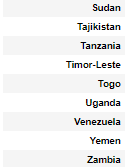 Sudan
Tajikistan
Tanzania
Timor-Leste
Togo
Uganda
Venezuela
Yemen
Zambia